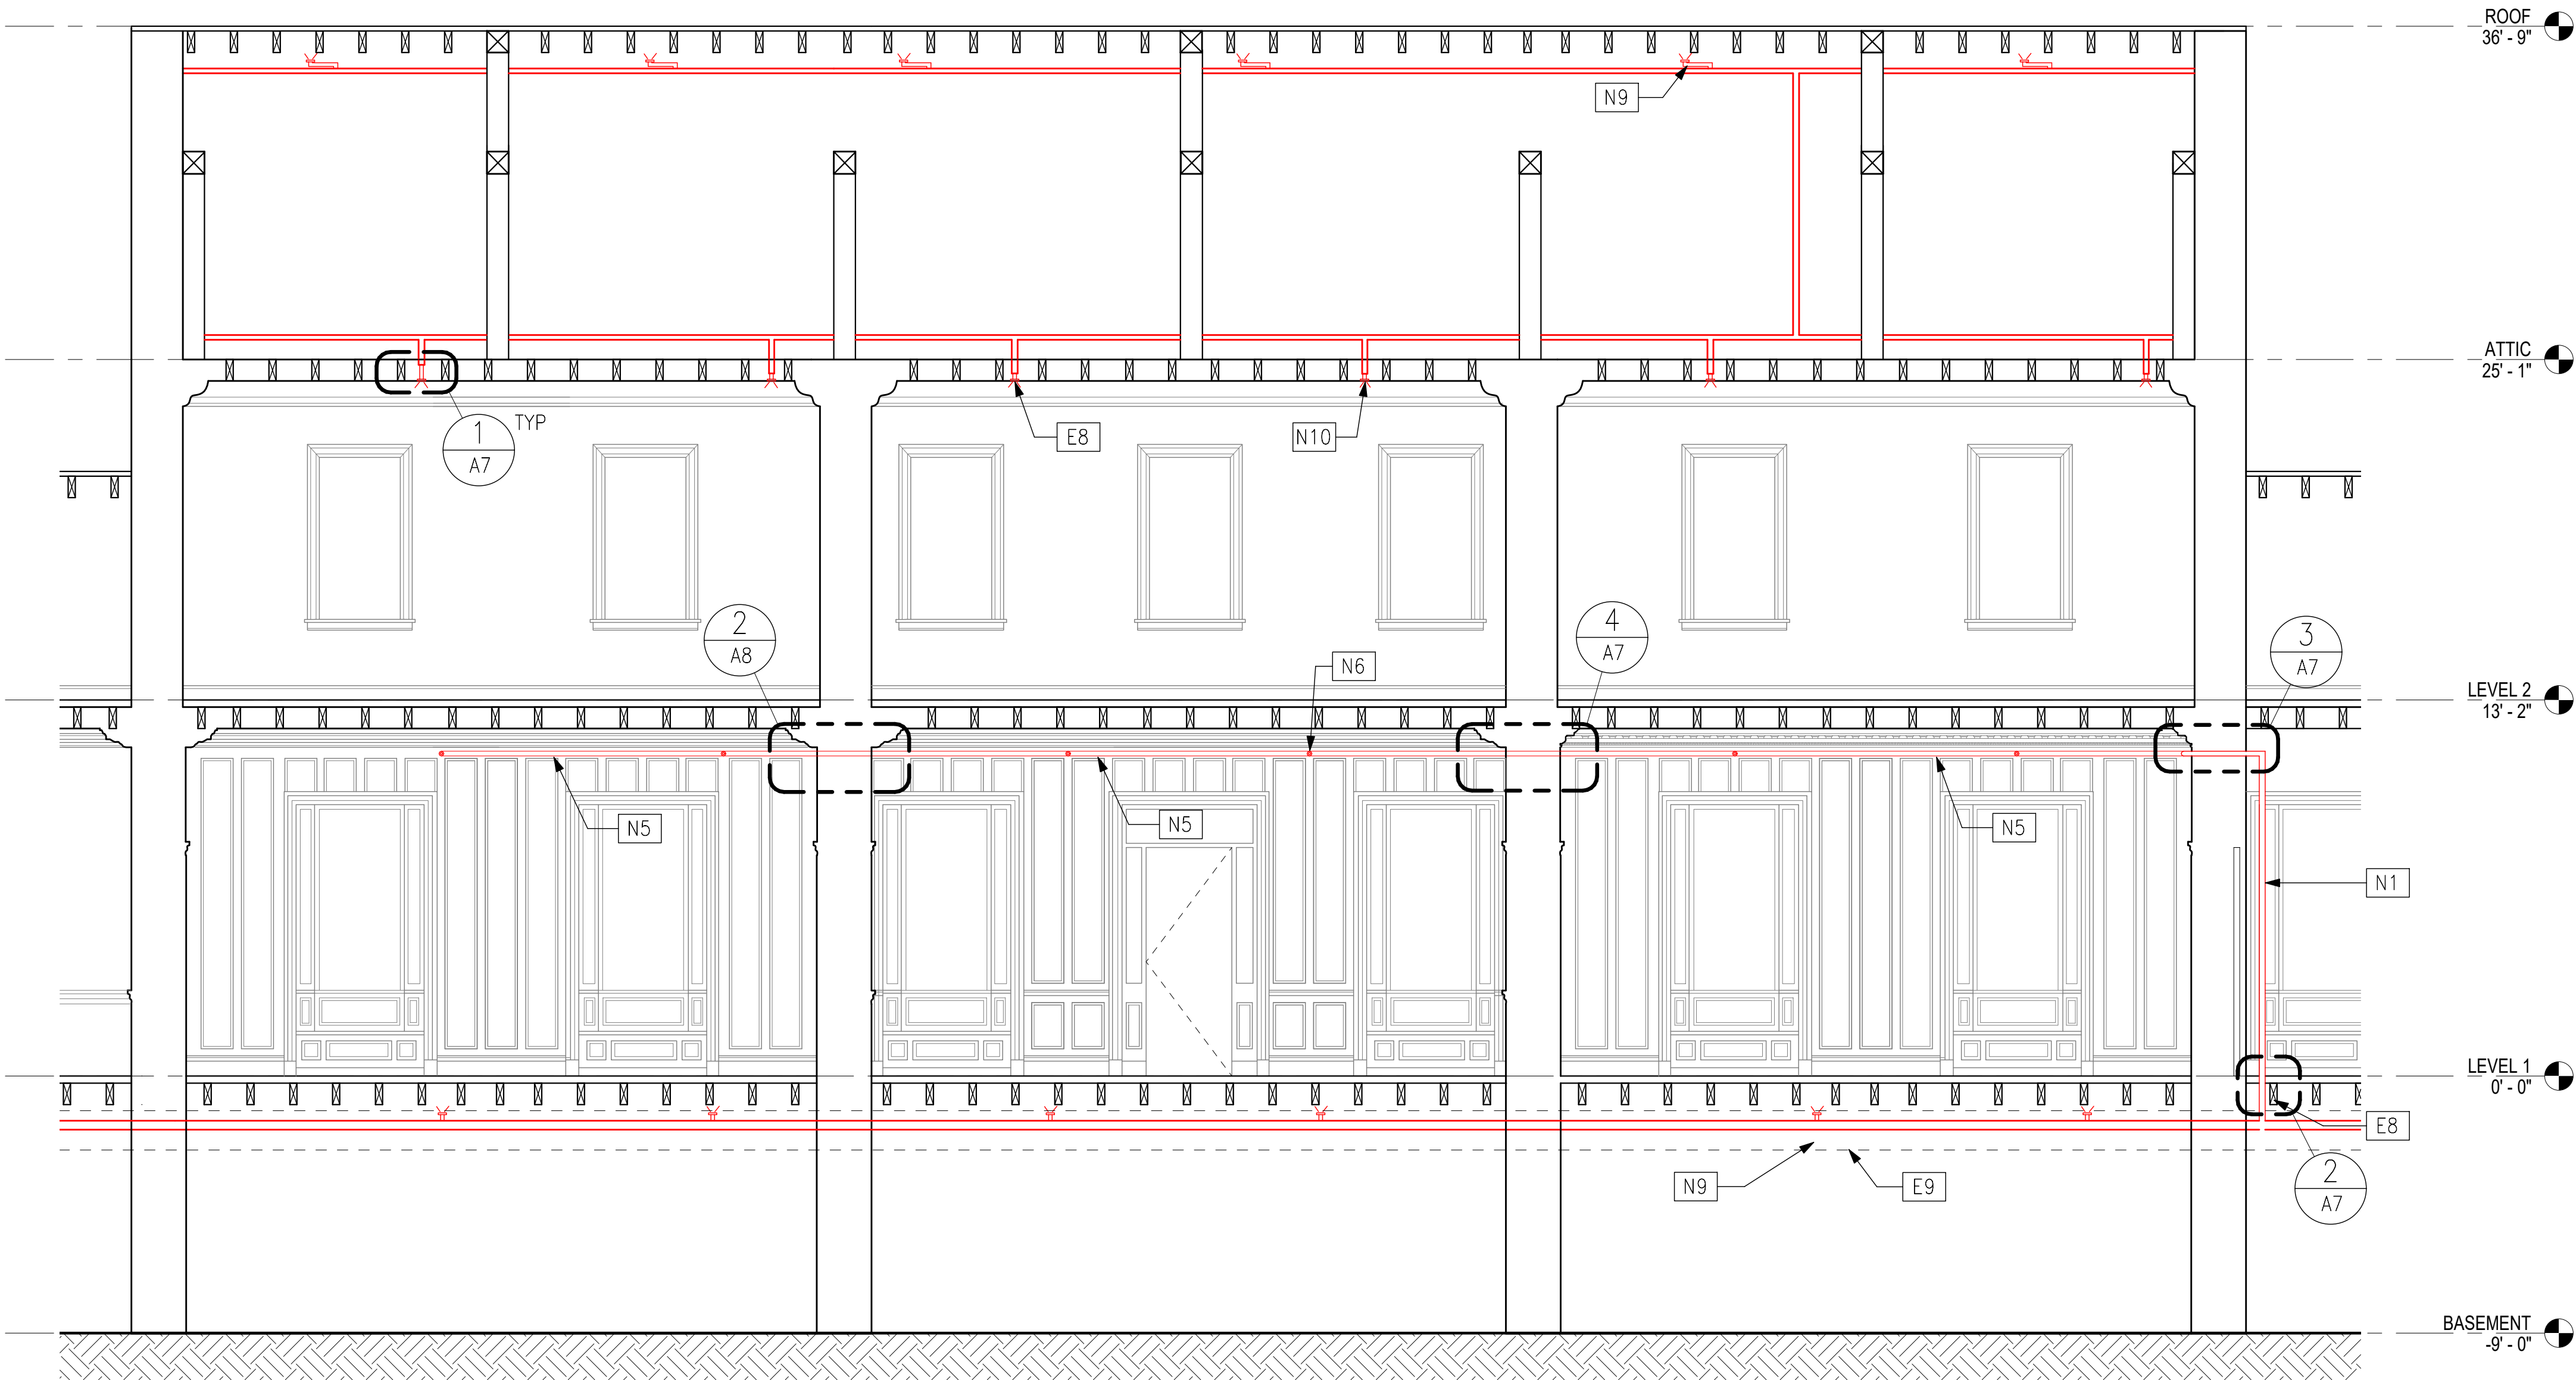 ROOF
36' - 9"
N9
ATTIC
25' - 1"
1
A7
TYP
E8
N10
2
A8
N6
4
A7
3
A7
LEVEL 2
13' - 2"
N5
N5
N5
N1
LEVEL 1
0' - 0"
E8
N9
E9
2
A7
BASEMENT
-9' - 0"